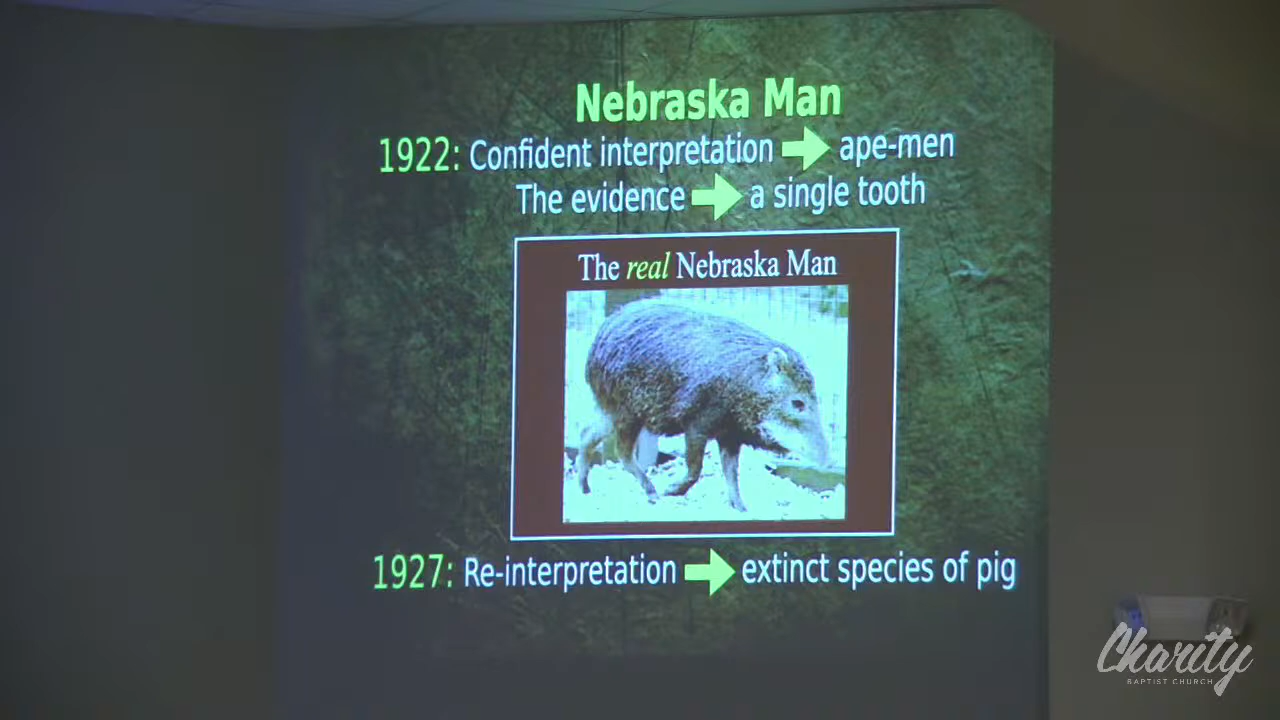 Nebraska Man
1922: Confident interpretation ➡ ape-men
The evidence ➡ a single tooth
The real Nebraska Man
1927: Re-interpretation ➡ extinct species of pig
Charity
BAPTIST CHURCH